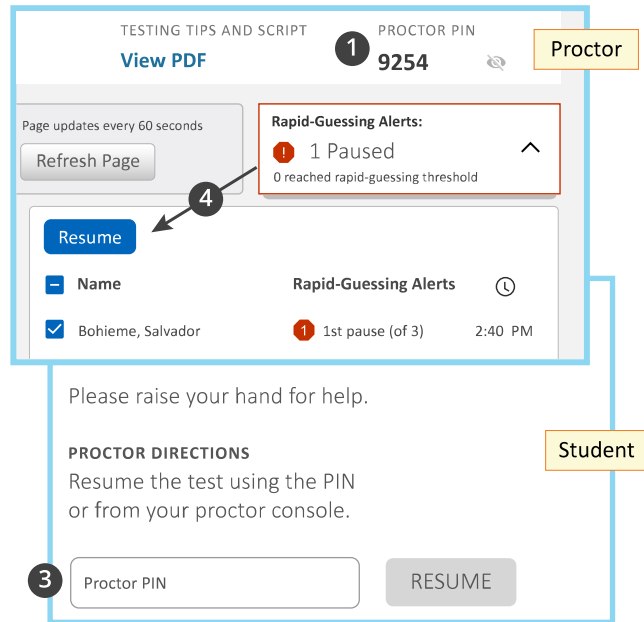 TESTING TIPS AND SCRIPT
View PDF
1
PROCTOR PIN
9254
Proctor
Page updates every 60 seconds
Refresh Page
Rapid-Guessing Alerts:
! 1 Paused
0 reached rapid-guessing threshold
4
Resume
Name Rapid-Guessing Alerts
Bohieme, Salvador 1 1st pause (of 3) 2:40 PM
Please raise your hand for help.
Student
PROCTOR DIRECTIONS
Resume the test using the PIN
or from your proctor console.
3 Proctor PIN RESUME